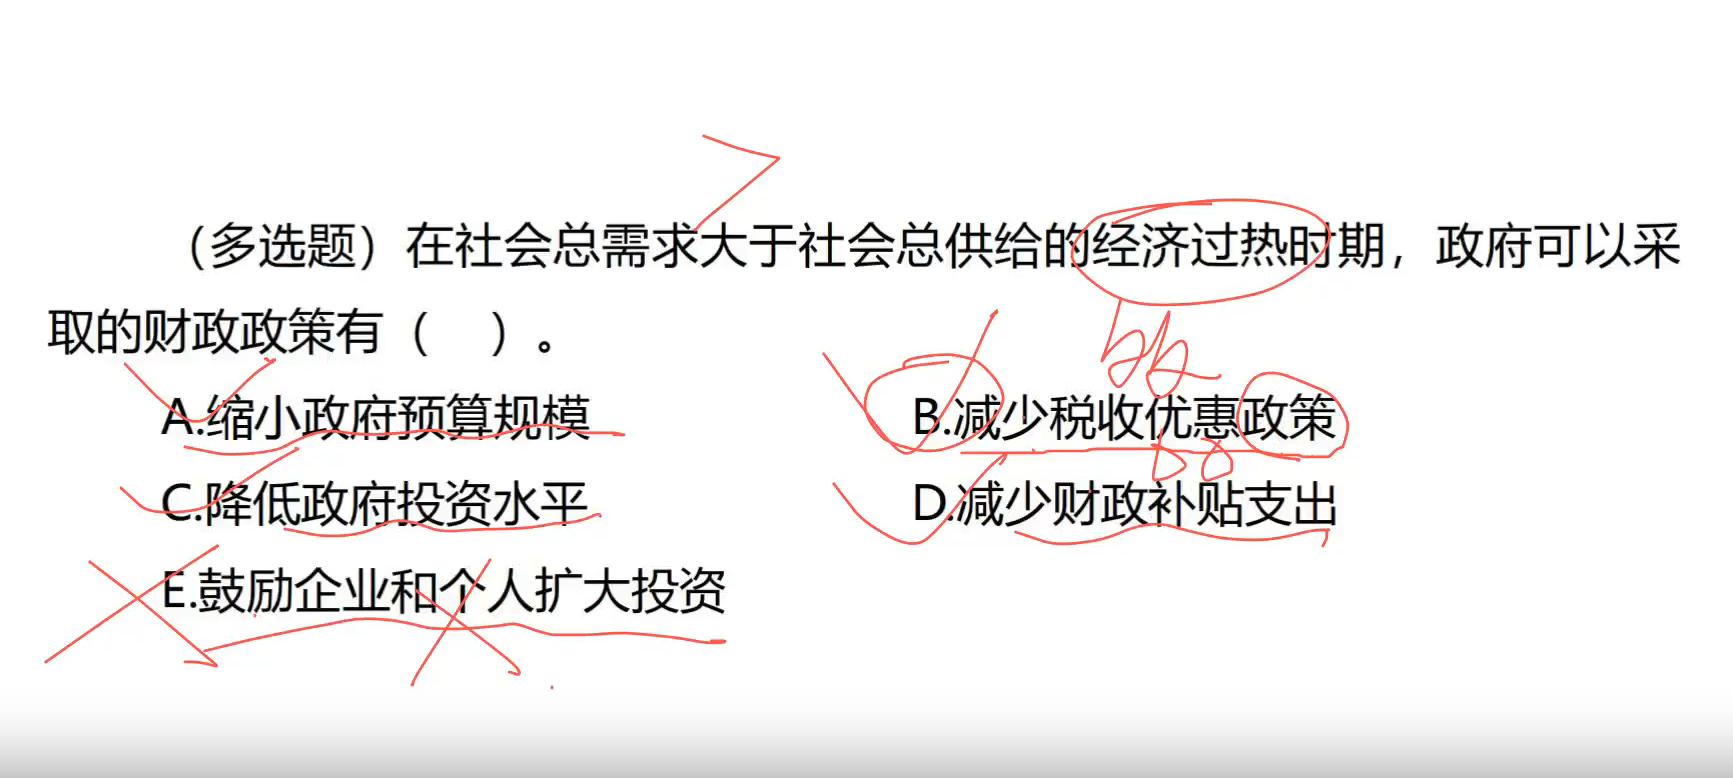 （多选题）在社会总需求大于社会总供给的经济过热时期，政府可以采
取的财政政策有（ ）。
A.缩小政府预算规模 B.减少税收优惠政策
C.降低政府投资水平 D.减少财政补贴支出
E.鼓励企业和个人扩大投资